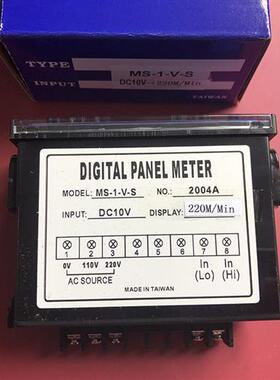 TYPE MS-1-V-S
INPUT DC10V→220M/Min
TAIWAN
DIGITAL PANEL METER
MODEL: MS-1-V-S NO.: 2004A
INPUT: DC10V DISPLAY: 220M/Min
1 2 3 4 5 6 7 8
0V 110V 220V In In
AC SOURCE (Lo) (Hi)
MADE IN TAIWAN